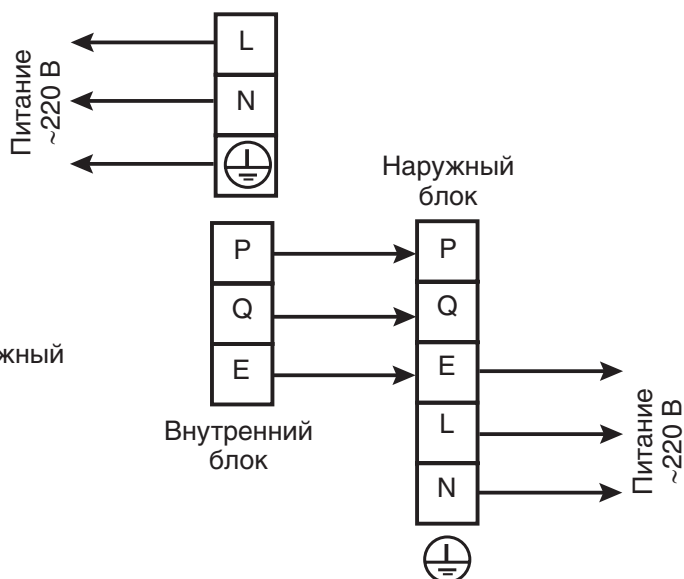 Питание
~220 В
L
N
Наружный
блок
P
Q
E
P
Q
E
L
N
жный
Внутренний
блок
Питание
~220 В